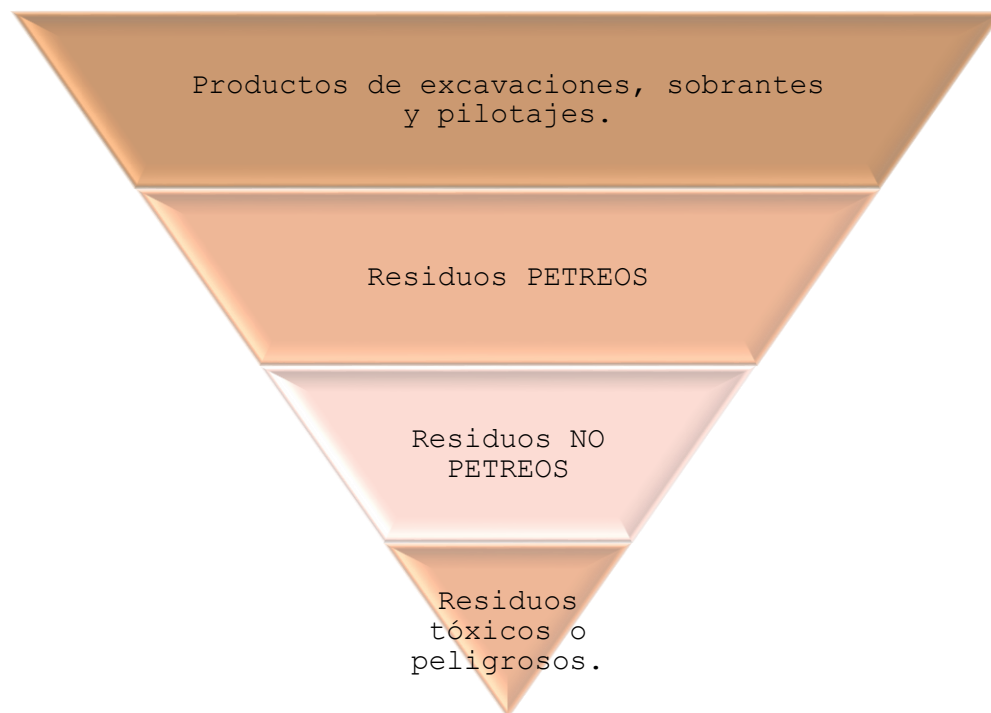 Productos de excavaciones, sobrantes
y pilotajes.
Residuos PETREOS
Residuos NO
PETREOS
Residuos
tóxicos o
peligrosos.